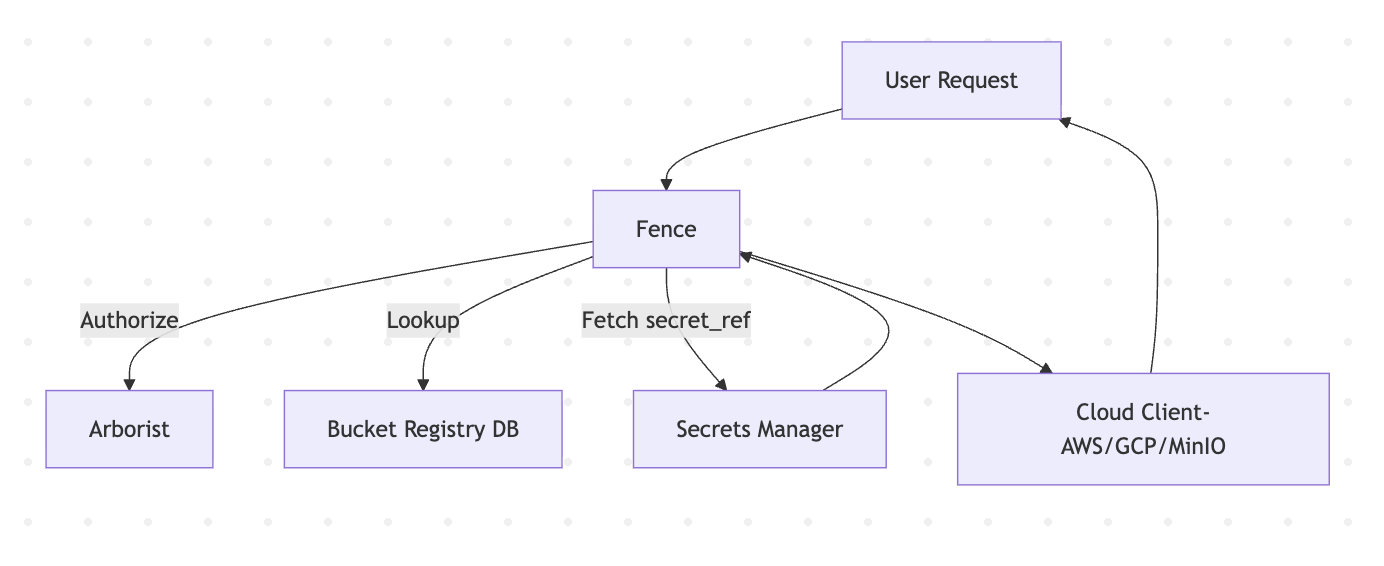 User Request
Fence
Authorize
Lookup
Fetch secret_ref
Arborist
Bucket Registry DB
Secrets Manager
Cloud Client-
AWS/GCP/MinIO